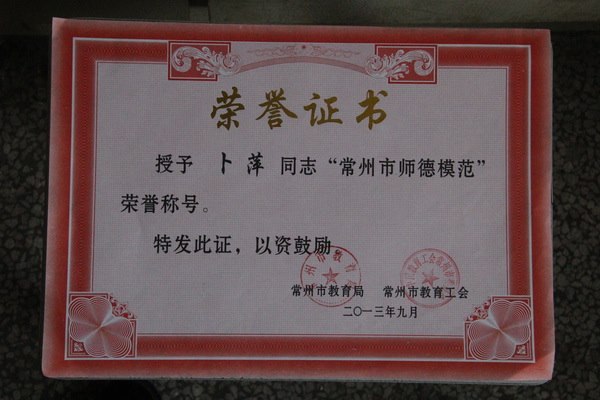 荣誉证书
授予 卜萍 同志“常州市师德模范”
荣誉称号。
特发此证，以资鼓励
常州市教育局 常州市教育工会
二〇一三年九月